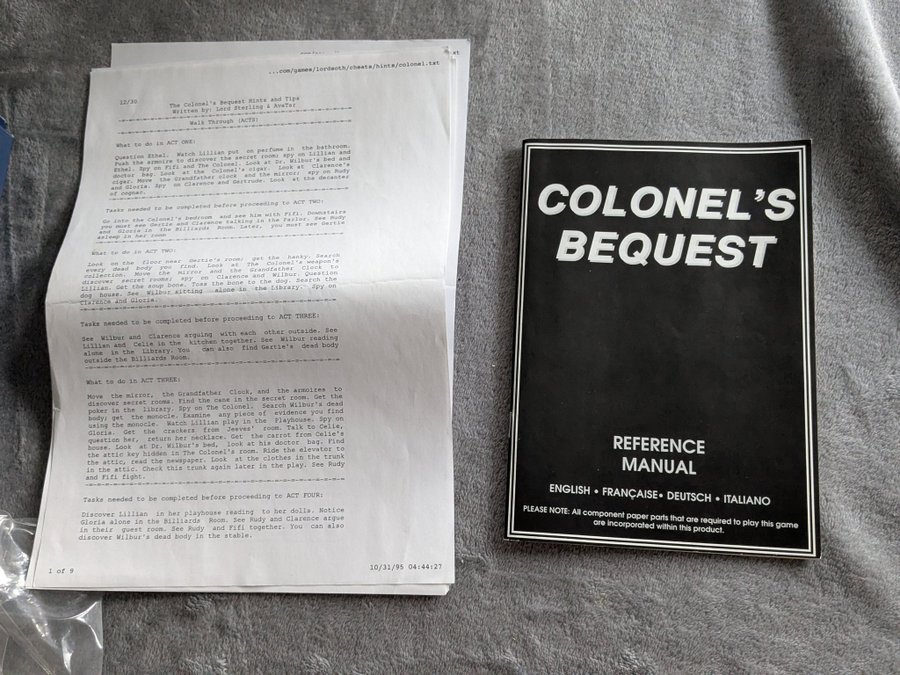 ...com/games/lordsoth/cheats/hints/colonel.txt
12/30
The Colonel's Bequest Hints and Tips
Written by: Lord Sterling & AvaTar
Walk Through (ACTS)
What to do in ACT ONE:
Question Ethel. Watch Lillian put on perfume in the bathroom.
Push the armoire to discover the secret room; spy on Lillian and
Ethel. Spy on Fifi and The Colonel. Look at Dr. Wilbur's bed and
doctor bag. Look at the Colonel's cigar. Look at Clarence's
cigar. Move the Grandfather clock and the mirror; spy on Rudy
and Gloria. Spy on Clarence and Gertrude. Look at the decanter
of cognac.
Tasks needed to be completed before proceeding to ACT TWO:
Go into the Colonel's bedroom and see him with Fifi. Downstairs
you must see Gertie and Clarence talking in the Parlor. See Rudy
and Gloria in the Billiards Room. Later, you must see Gertie
asleep in her room
What to do in ACT TWO:
Look on the floor near Gertie's room; get the hanky. Search
every dead body you find. Look at The Colonel's weapon's
collection. Move the mirror and the Grandfather Clock to
discover secret rooms; spy on Clarence and Wilbur. Question
Lillian. Get the soup bone. Toss the bone to the dog. Search the
dog house. See Wilbur sitting alone in the Library. Spy on
Clarence and Gloria.
Tasks needed to be completed before proceeding to ACT THREE:
See Wilbur and Clarence arguing with each other outside. See
Lillian and Celie in the kitchen together. See Wilbur reading
alone in the Library. You can also find Gertie's dead body
outside the Billiards Room.
What to do in ACT THREE:
Move the mirror, the Grandfather Clock, and the armoires to
discover secret rooms. Find the cane in the secret room. Get the
poker in the library. Spy on The Colonel. Search Wilbur's dead
body; get the monocle. Examine any piece of evidence you find
using the monocle. Watch Lillian play in the Playhouse. Spy on
Gloria. Get the crackers from Jeeves' room. Talk to Celie,
question her, return her necklace. Get the carrot from Celie's
house. Look at Dr. Wilbur's bed, look at his doctor bag. Find
the attic key hidden in The Colonel's room. Ride the elevator to
the attic, read the newspaper. Look at the clothes in the trunk
in the attic. Check this trunk again later in the play. See Rudy
and Fifi fight.
Tasks needed to be completed before proceeding to ACT FOUR:
Discover Lillian in her playhouse reading to her dolls. Notice
Gloria alone in the Billiards Room. See Rudy and Clarence argue
in their guest room. See Rudy and Fifi together. You can also
discover Wilbur's dead body in the stable.
1 of 9
10/31/95 04:44:27
COLONEL'S
BEQUEST
REFERENCE
MANUAL
ENGLISH • FRANÇAISE • DEUTSCH • ITALIANO
PLEASE NOTE: All component paper parts that are required to play this game
are incorporated within this product.